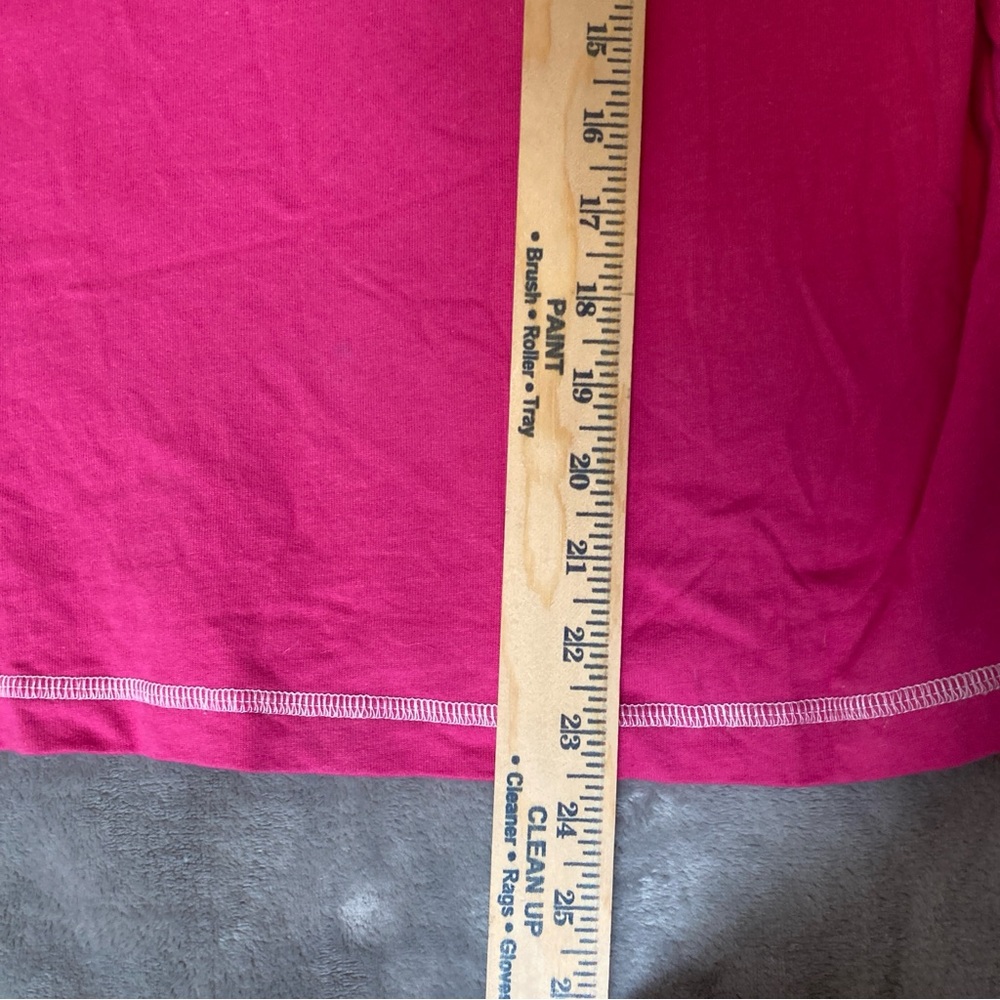 15
16
17
18
19
20
21
22
23
24
25
PAINT
• Brush • Roller • Tray
CLEAN UP
• Cleaner • Rags • Gloves